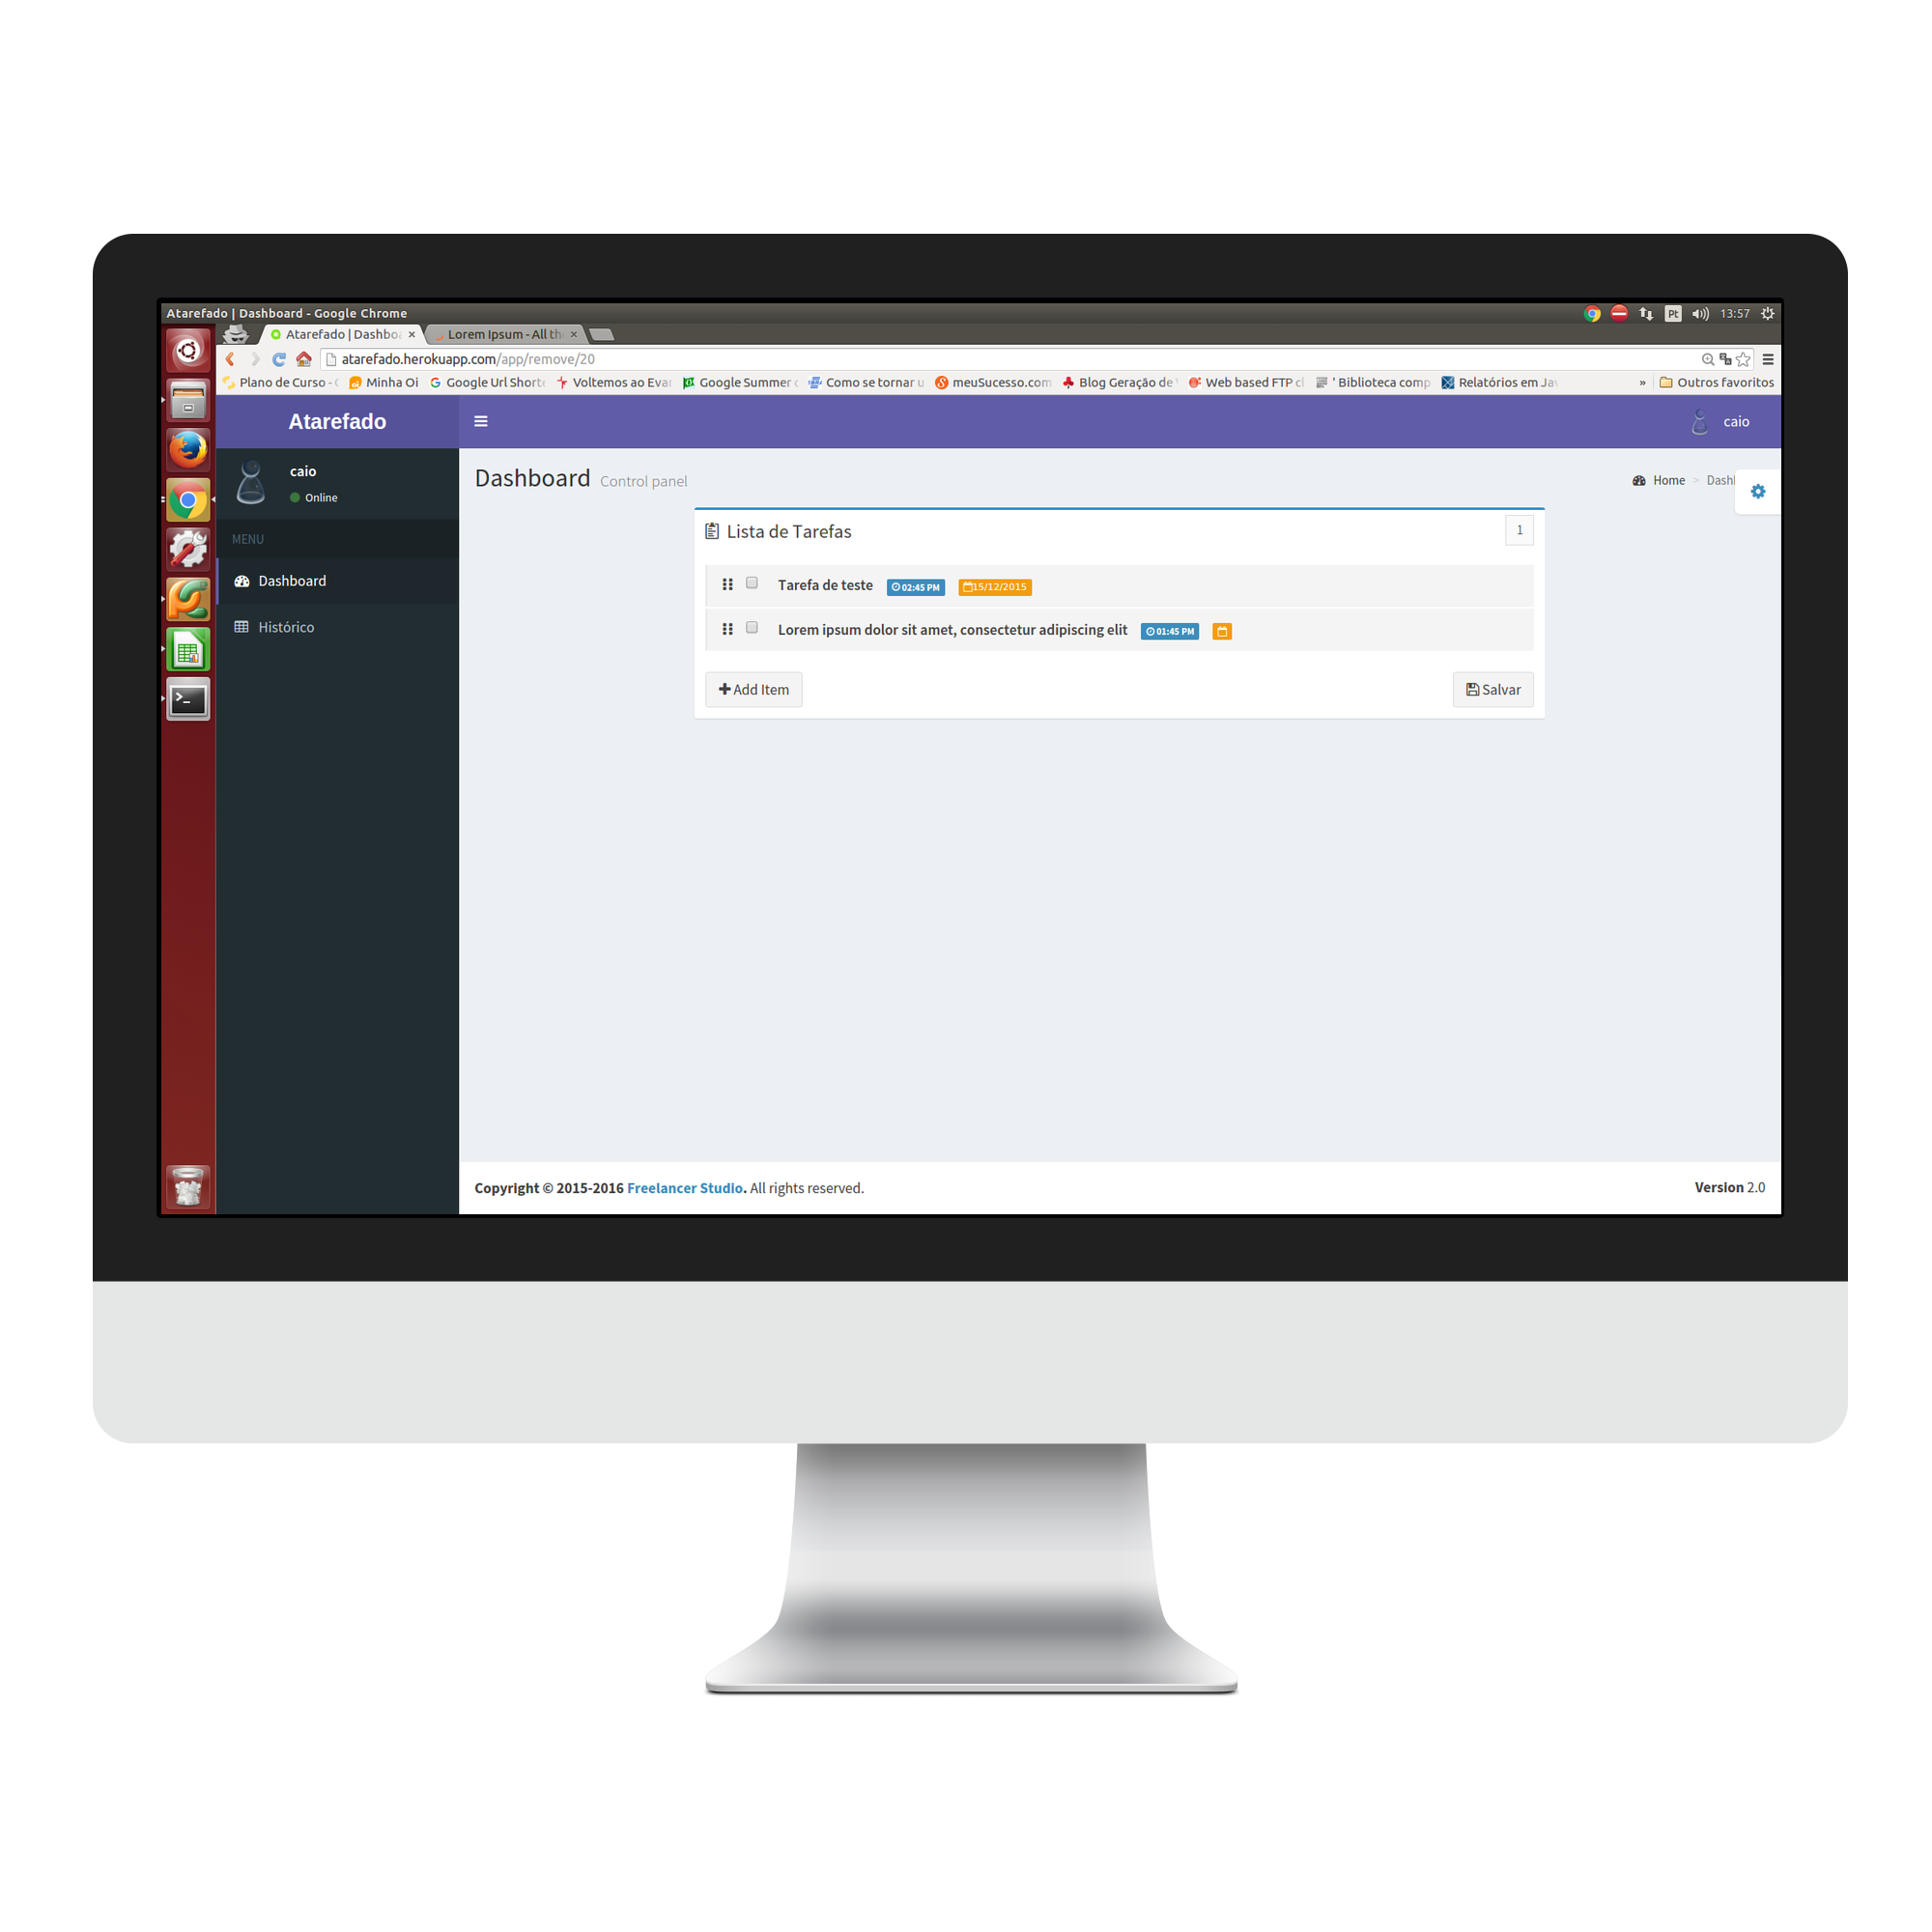 Atarefado | Dashboard - Google Chrome
Pt
13:57
Atarefado | Dashboa
Lorem Ipsum - All th
atarefado.herokuapp.com/app/remove/20
Plano de Curso -
Minha Oi
Google Url Short
Voltemos ao Eva
Google Summer
Como se tornar u
meuSucesso.com
Blog Geração de
Web based FTP cl
' Biblioteca comp
Relatórios em Ja
»
Outros favoritos
Atarefado
caio
caio
Online
MENU
Dashboard
Histórico
Dashboard Control panel
Home > Dash
Lista de Tarefas
1
Tarefa de teste 02:45 PM 15/12/2015
Lorem ipsum dolor sit amet, consectetur adipiscing elit 01:45 PM
Add Item
Salvar
Copyright © 2015-2016 Freelancer Studio. All rights reserved.
Version 2.0